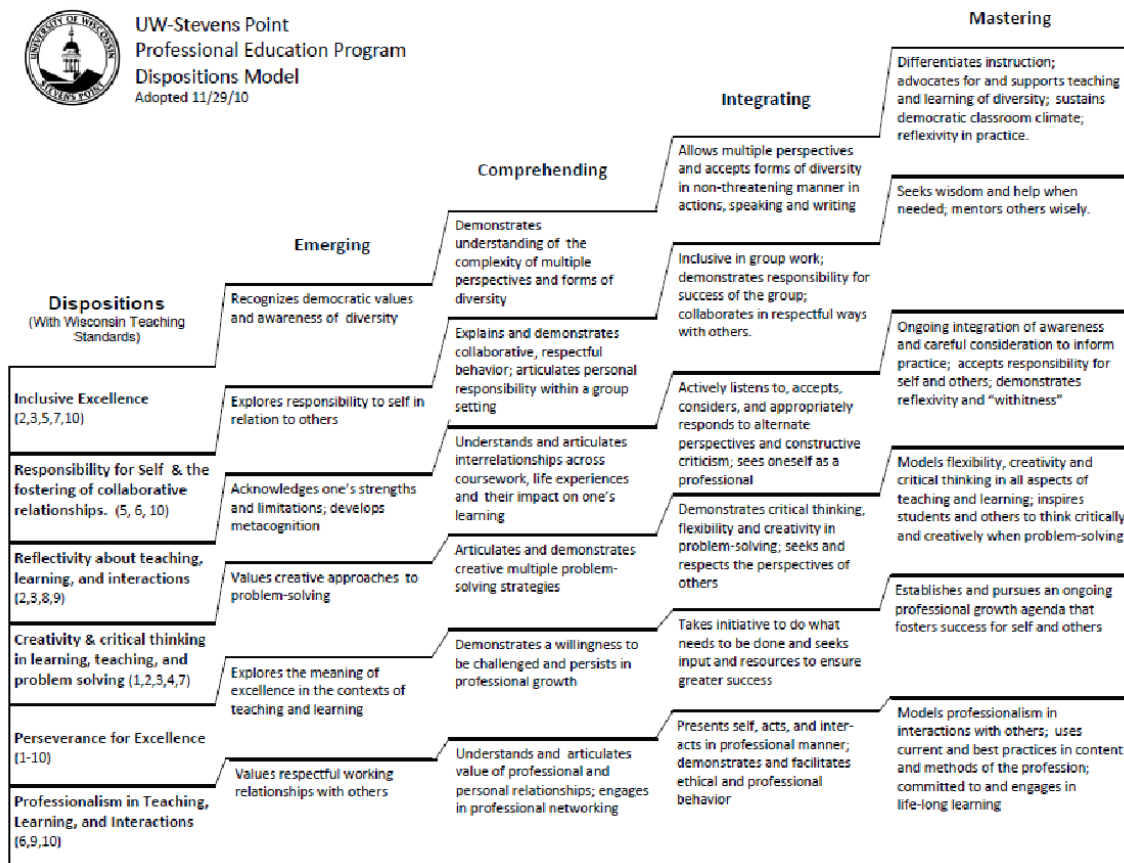 UNIVERSITY OF WISCONSIN
STEVENS POINT
UW-Stevens Point
Professional Education Program
Dispositions Model
Adopted 11/29/10
Dispositions
(With Wisconsin Teaching
Standards)
Inclusive Excellence
(2,3,5,7,10)
Responsibility for Self & the
fostering of collaborative
relationships. (5, 6, 10)
Reflectivity about teaching,
learning, and interactions
(2,3,8,9)
Creativity & critical thinking
in learning, teaching, and
problem solving (1,2,3,4,7)
Perseverance for Excellence
(1-10)
Professionalism in Teaching,
Learning, and Interactions
(6,9,10)
Emerging
Recognizes democratic values
and awareness of diversity
Explores responsibility to self in
relation to others
Acknowledges one's strengths
and limitations; develops
metacognition
Values creative approaches to
problem-solving
Explores the meaning of
excellence in the contexts of
teaching and learning
Values respectful working
relationships with others
Comprehending
Demonstrates
understanding of the
complexity of multiple
perspectives and forms of
diversity
Explains and demonstrates
collaborative, respectful
behavior; articulates personal
responsibility within a group
setting
Understands and articulates
interrelationships across
coursework, life experiences
and their impact on one's
learning
Articulates and demonstrates
creative multiple problem-
solving strategies
Demonstrates a willingness to
be challenged and persists in
professional growth
Understands and articulates
value of professional and
personal relationships; engages
in professional networking
Integrating
Allows multiple perspectives
and accepts forms of diversity
in non-threatening manner in
actions, speaking and writing
Inclusive in group work;
demonstrates responsibility for
success of the group;
collaborates in respectful ways
with others.
Actively listens to, accepts,
considers, and appropriately
responds to alternate
perspectives and constructive
criticism; sees oneself as a
professional
Demonstrates critical thinking,
flexibility and creativity in
problem-solving; seeks and
respects the perspectives of
others
Takes initiative to do what
needs to be done and seeks
input and resources to ensure
greater success
Presents self, acts, and inter-
acts in professional manner;
demonstrates and facilitates
ethical and professional
behavior
Mastering
Differentiates instruction;
advocates for and supports teaching
and learning of diversity; sustains
democratic classroom climate;
reflexivity in practice.
Seeks wisdom and help when
needed; mentors others wisely.
Ongoing integration of awareness
and careful consideration to inform
practice; accepts responsibility for
self and others; demonstrates
reflexivity and "withitness"
Models flexibility, creativity and
critical thinking in all aspects of
teaching and learning; inspires
students and others to think critically
and creatively when problem-solving
Establishes and pursues an ongoing
professional growth agenda that
fosters success for self and others
Models professionalism in
interactions with others; uses
current and best practices in content
and methods of the profession;
committed to and engages in
life-long learning